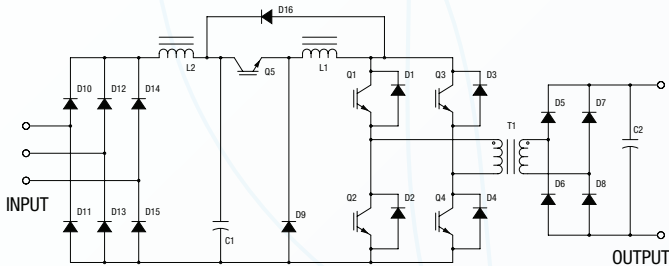 D16
L2
Q5
L1
D10
D12
D14
Q1
D1
Q3
D3
D5
D7
T1
C2
INPUT
D11
D13
D15
C1
D9
Q2
D2
Q4
D4
D6
D8
OUTPUT